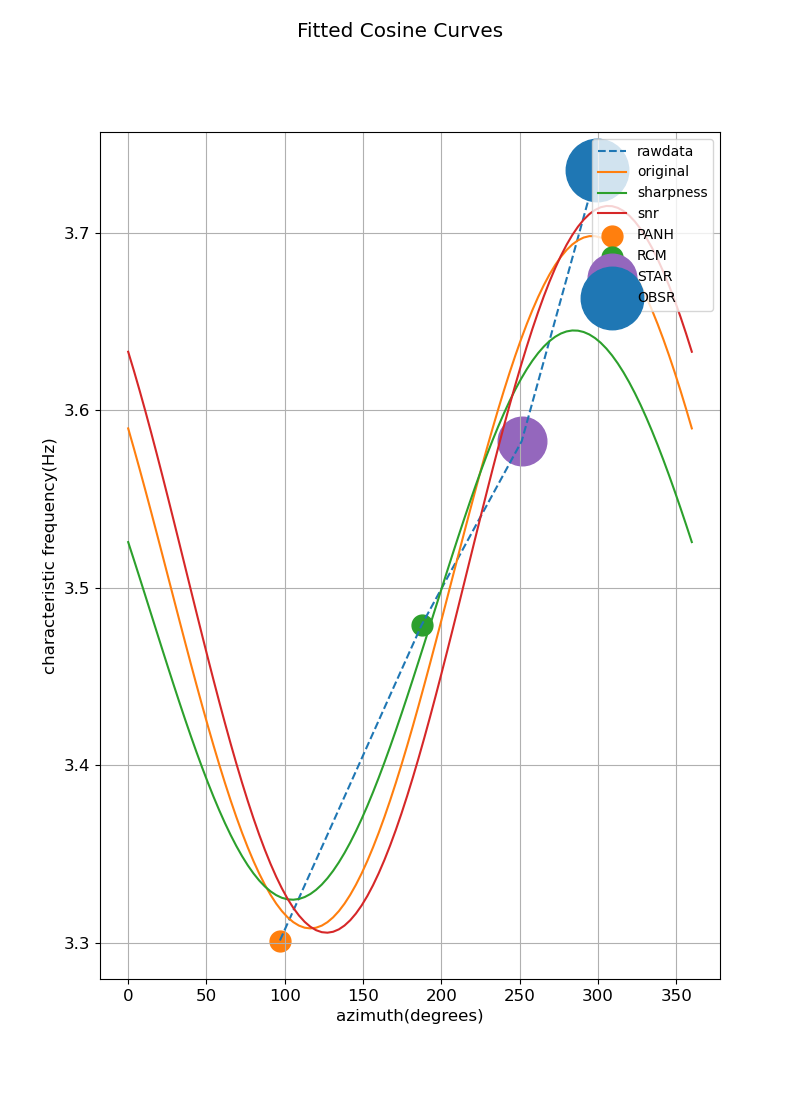 Fitted Cosine Curves
rawdata
original
sharpness
snr
PANH
RCM
STAR
OBSR
3.7
3.6
3.5
3.4
3.3
characteristic frequency(Hz)
0 50 100 150 200 250 300 350
azimuth(degrees)